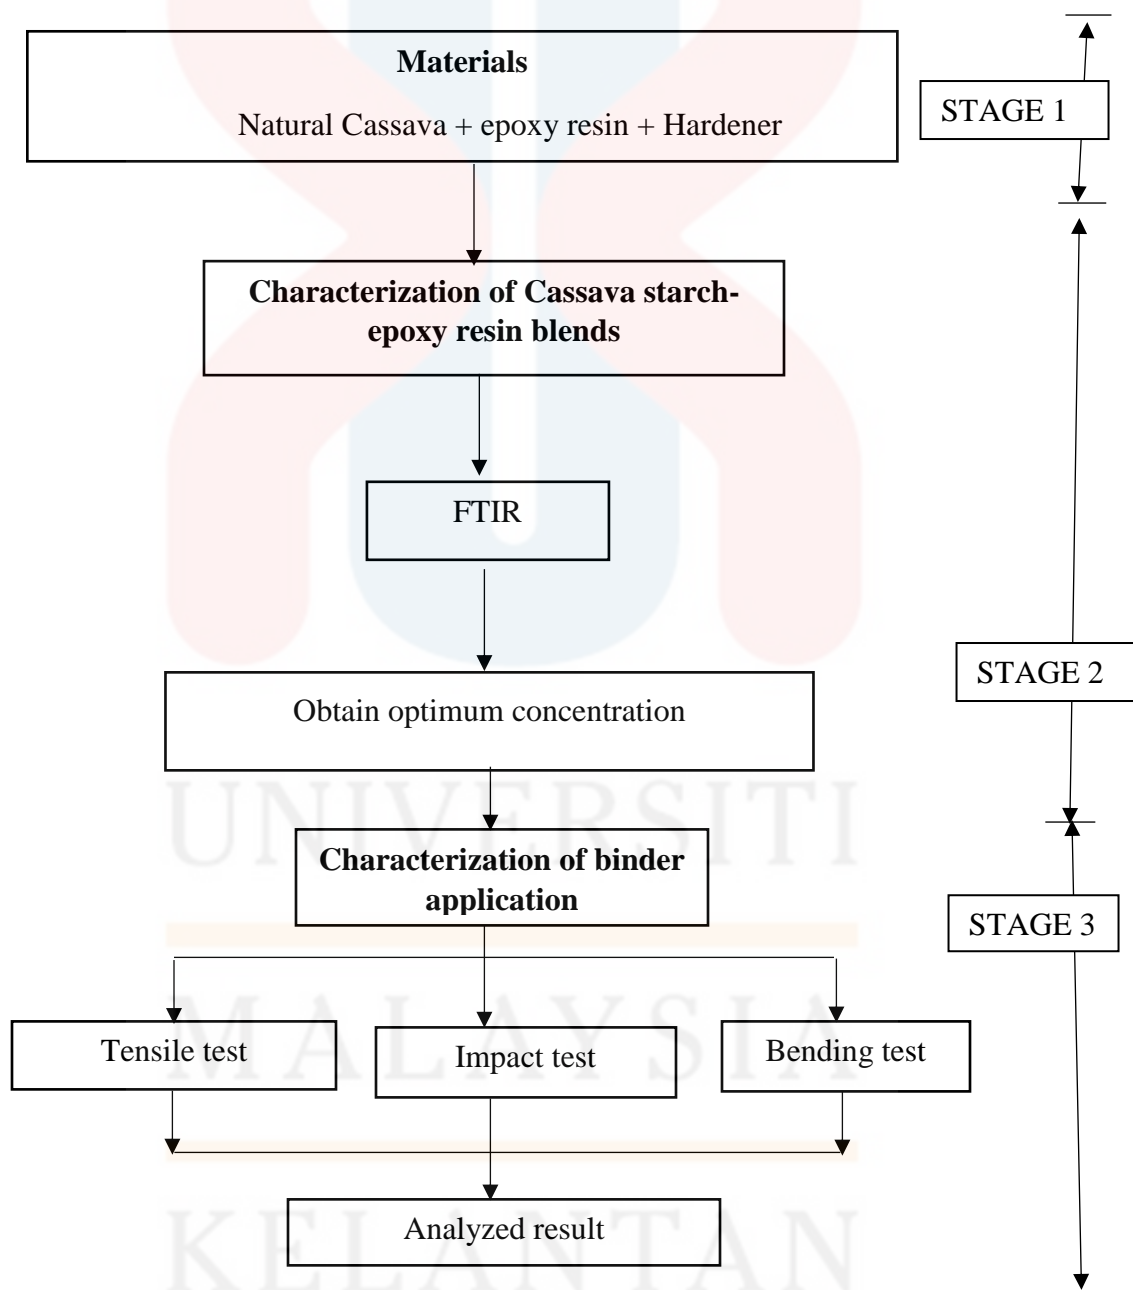 Materials
Natural Cassava + epoxy resin + Hardener
STAGE 1
Characterization of Cassava starch-
epoxy resin blends
FTIR
STAGE 2
Obtain optimum concentration
UNIVERSITI
Characterization of binder
application
STAGE 3
MALAYSIA
Tensile test
Impact test
Bending test
KELANTAN
Analyzed result